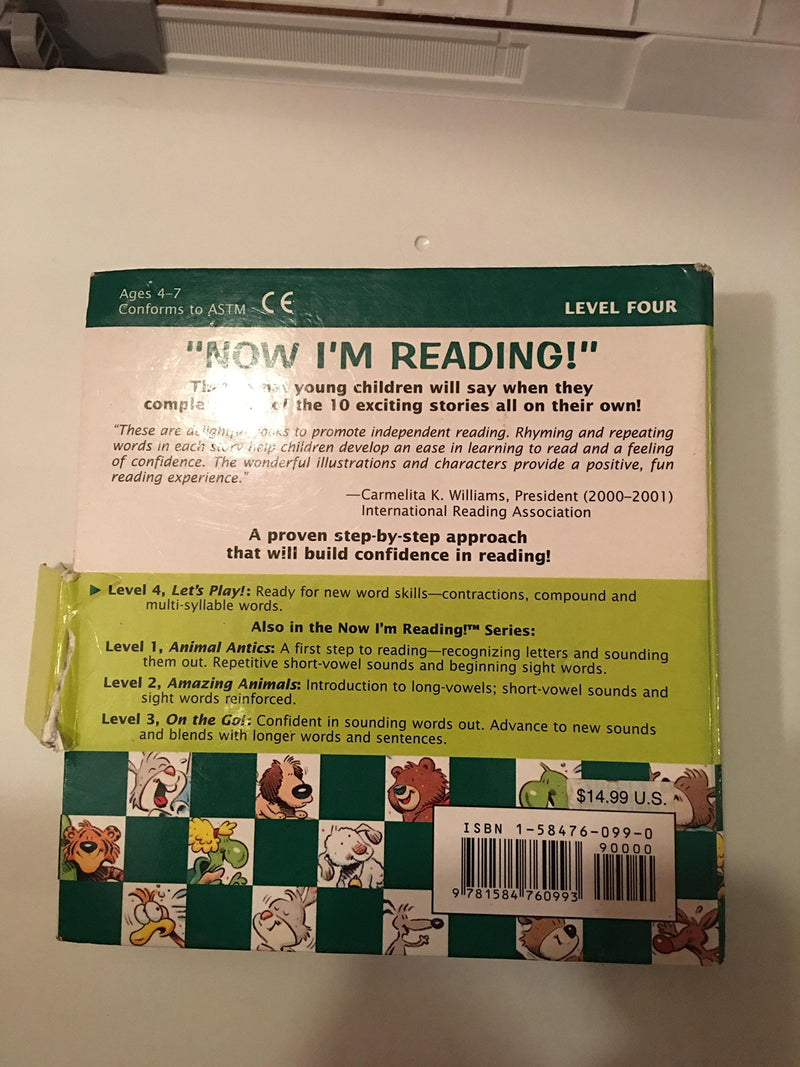 Ages 4–7
Conforms to ASTM CE
LEVEL FOUR
"NOW I'M READING!"
young children will say when they
of the 10 exciting stories all on their own!
"These are delightful books to promote independent reading. Rhyming and repeating
words in each story help children develop an ease in learning to read and a feeling
of confidence. The wonderful illustrations and characters provide a positive, fun
reading experience."
—Carmelita K. Williams, President (2000–2001)
International Reading Association
A proven step-by-step approach
that will build confidence in reading!
Level 4, Let's Play!: Ready for new word skills—contractions, compound and
multi-syllable words.
Also in the Now I'm Reading!™ Series:
Level 1, Animal Antics: A first step to reading—recognizing letters and sounding
them out. Repetitive short-vowel sounds and beginning sight words.
Level 2, Amazing Animals: Introduction to long-vowels; short-vowel sounds and
sight words reinforced.
Level 3, On the Go!: Confident in sounding words out. Advance to new sounds
and blends with longer words and sentences.
$14.99 U.S.
ISBN 1-58476-099-0
90000
9 781584 760993